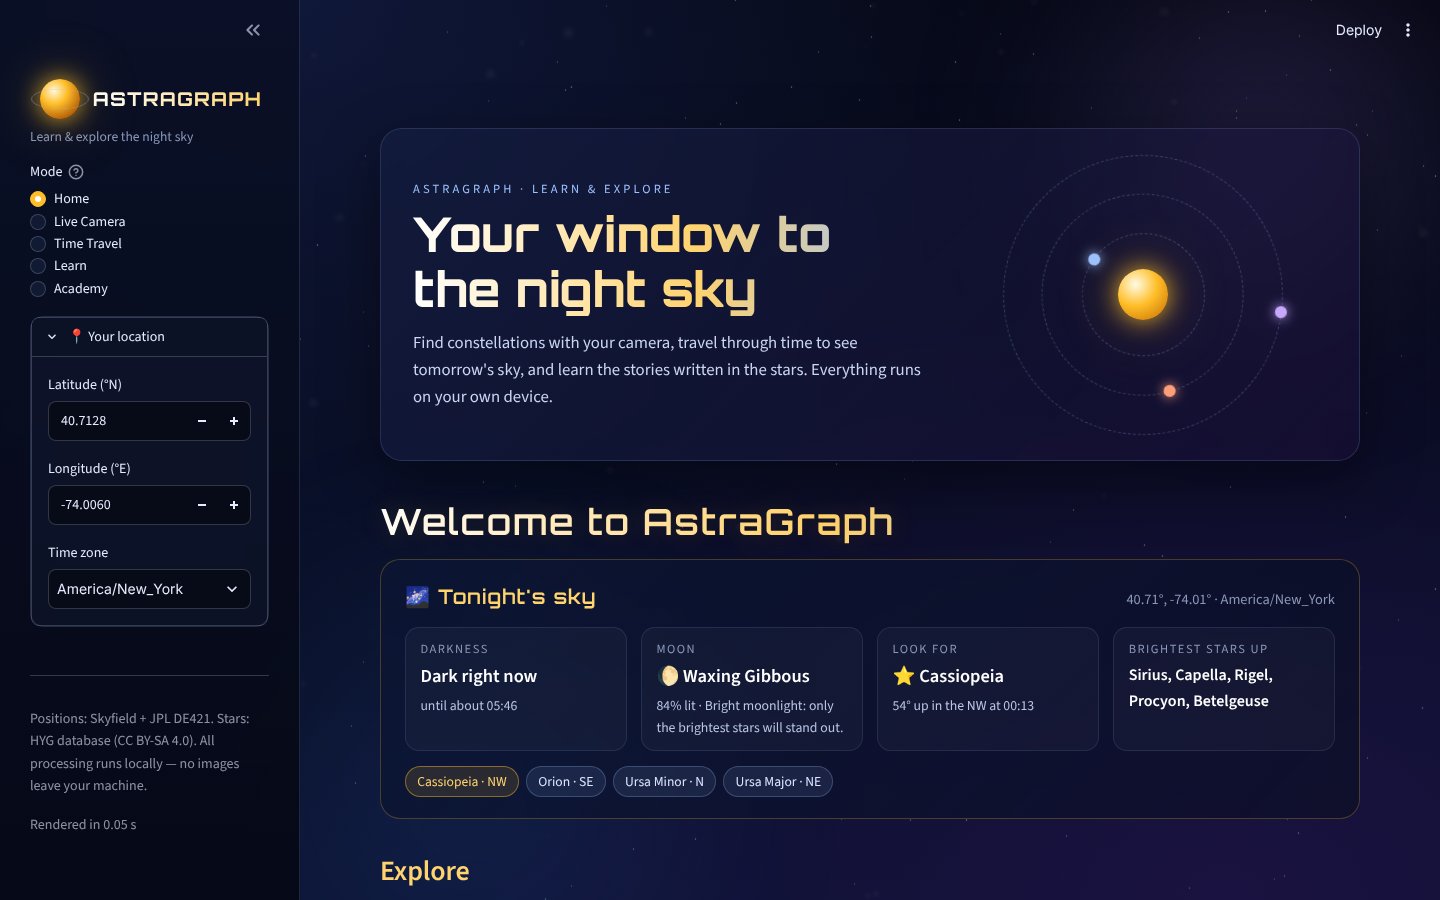 Deploy
ASTRAGRAPH
Learn & explore the night sky
Mode
Home
Live Camera
Time Travel
Learn
Academy
📍 Your location
Latitude (°N)
40.7128
Longitude (°E)
-74.0060
Time zone
America/New_York
Positions: Skyfield + JPL DE421. Stars:
HYG database (CC BY-SA 4.0). All
processing runs locally — no images
leave your machine.
Rendered in 0.05 s
ASTRAGRAPH · LEARN & EXPLORE
Your window to
the night sky
Find constellations with your camera, travel through time to see
tomorrow's sky, and learn the stories written in the stars. Everything runs
on your own device.
Welcome to AstraGraph
🌌 Tonight's sky
40.71°, -74.01° · America/New_York
DARKNESS
Dark right now
until about 05:46
MOON
🌔 Waxing Gibbous
84% lit · Bright moonlight: only
the brightest stars will stand out.
LOOK FOR
⭐ Cassiopeia
54° up in the NW at 00:13
BRIGHTEST STARS UP
Sirius, Capella, Rigel,
Procyon, Betelgeuse
Cassiopeia · NW
Orion · SE
Ursa Minor · N
Ursa Major · NE
Explore